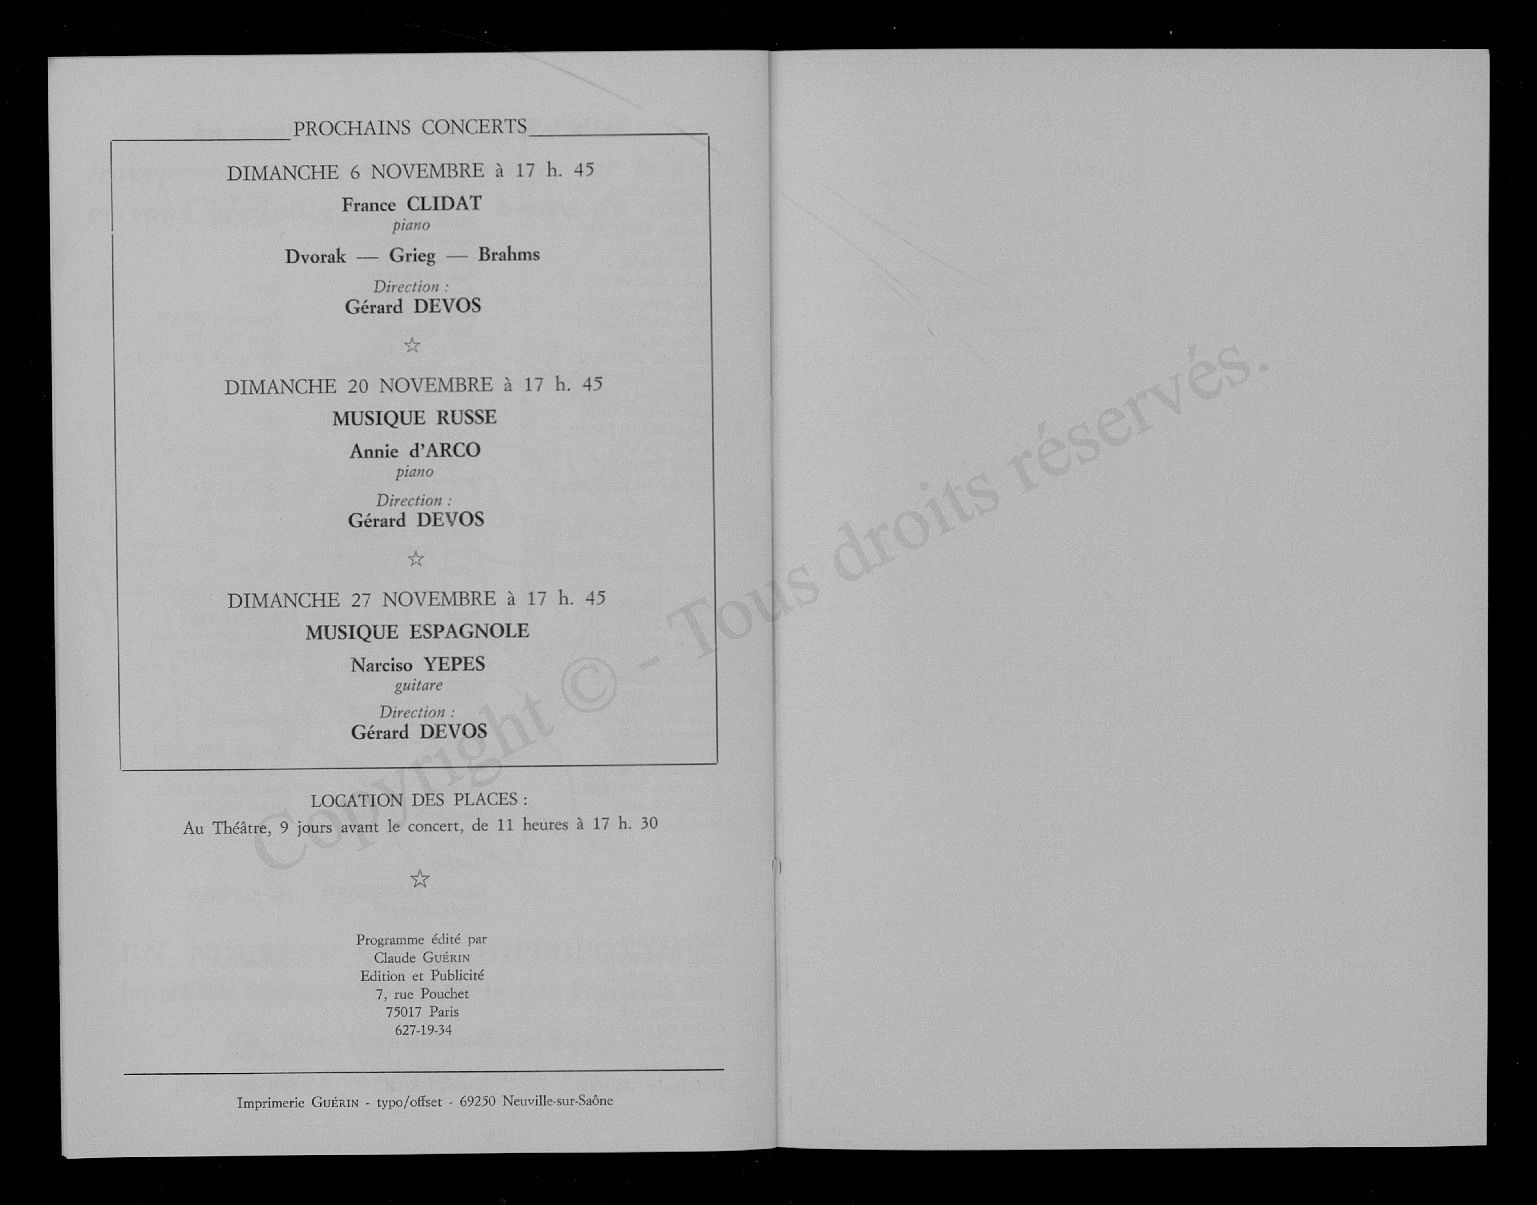 PROCHAINS CONCERTS
DIMANCHE 6 NOVEMBRE à 17 h. 45
France CLIDAT
piano
Dvorak — Grieg — Brahms
Direction :
Gérard DEVOS
☆
DIMANCHE 20 NOVEMBRE à 17 h. 45
MUSIQUE RUSSE
Annie d'ARCO
piano
Direction :
Gérard DEVOS
☆
DIMANCHE 27 NOVEMBRE à 17 h. 45
MUSIQUE ESPAGNOLE
Narciso YEPES
guitare
Direction :
Gérard DEVOS
LOCATION DES PLACES :
Au Théâtre, 9 jours avant le concert, de 11 heures à 17 h. 30
☆
Programme édité par
Claude GUÉRIN
Edition et Publicité
7, rue Pouchet
75017 Paris
627-19-34
Imprimerie GUÉRIN - typo/offset - 69250 Neuville-sur-Saône
Copyright © - Tous droits réservés.